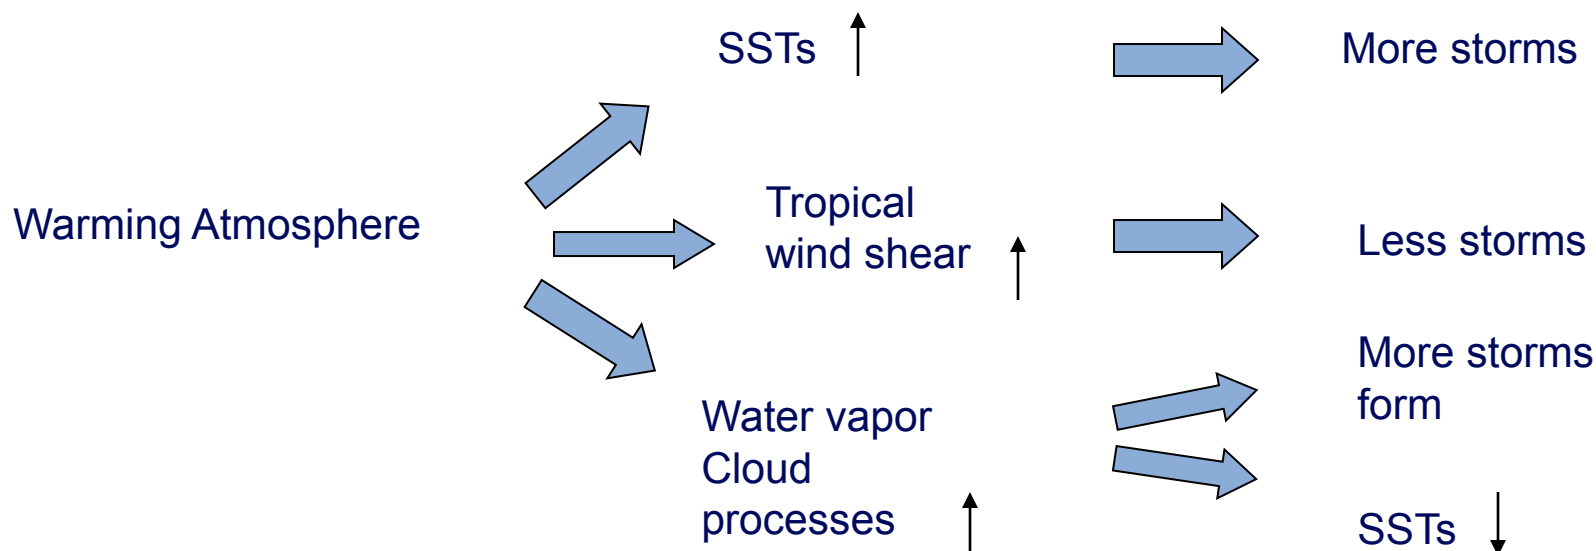 SSTs
More storms
Warming Atmosphere
Tropical
wind shear
Less storms
More storms
form
Water vapor
Cloud
processes
SSTs